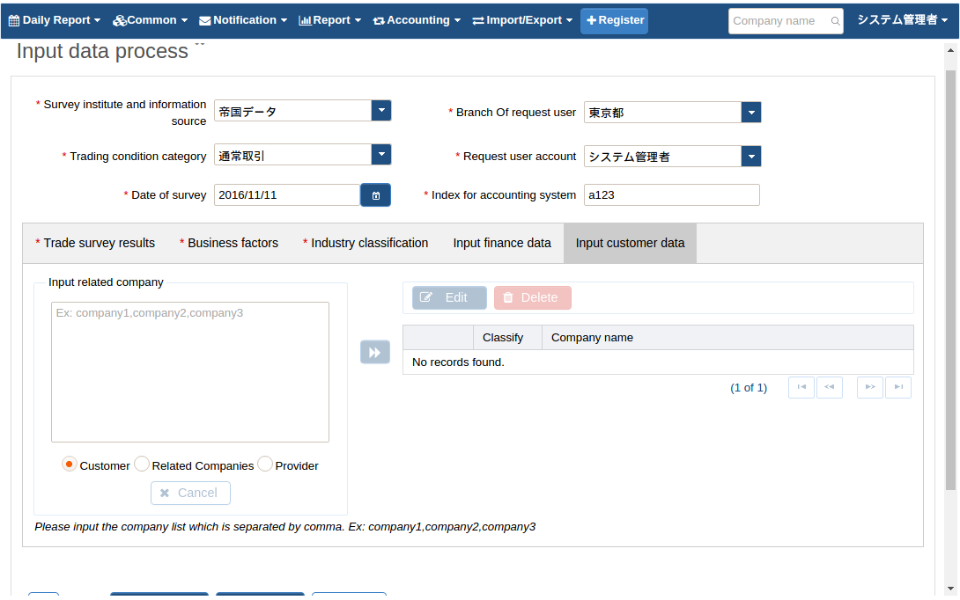 Daily Report Common Notification Report Accounting Import/Export Register Company name システム管理者
Input data process
* Survey institute and information source 帝国データ * Branch Of request user 東京都
* Trading condition category 通常取引 * Request user account システム管理者
* Date of survey 2016/11/11 * Index for accounting system a123
* Trade survey results * Business factors * Industry classification Input finance data Input customer data
Input related company
Ex: company1,company2,company3
Edit Delete
Classify Company name
No records found.
(1 of 1)
Customer Related Companies Provider
Cancel
Please input the company list which is separated by comma. Ex: company1,company2,company3